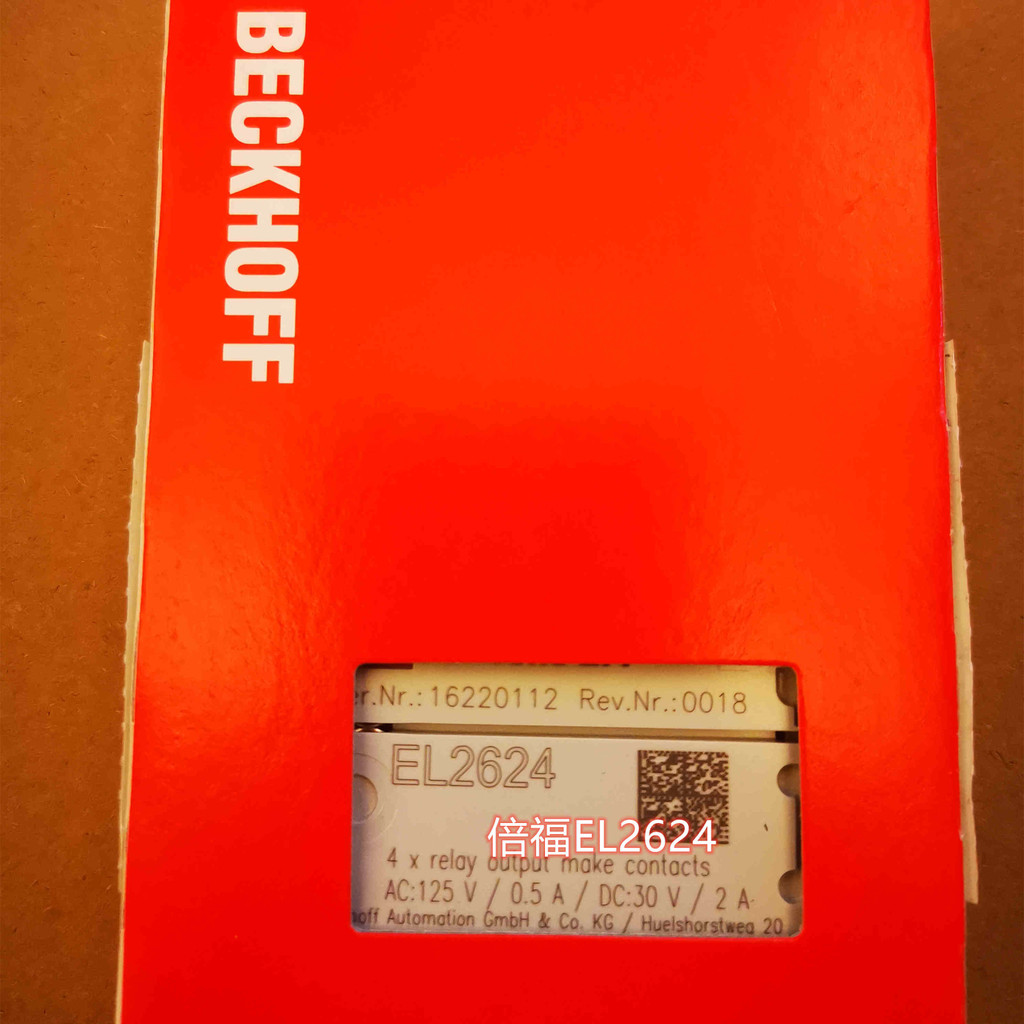 BECKHOFF
er.Nr.: 16220112 Rev.Nr.:0018
EL2624
倍福EL2624
4 x relay output make contacts
AC:125 V / 0.5 A / DC:30 V / 2 A
hoff Automation GmbH & Co. KG / Huelshorstweg 20